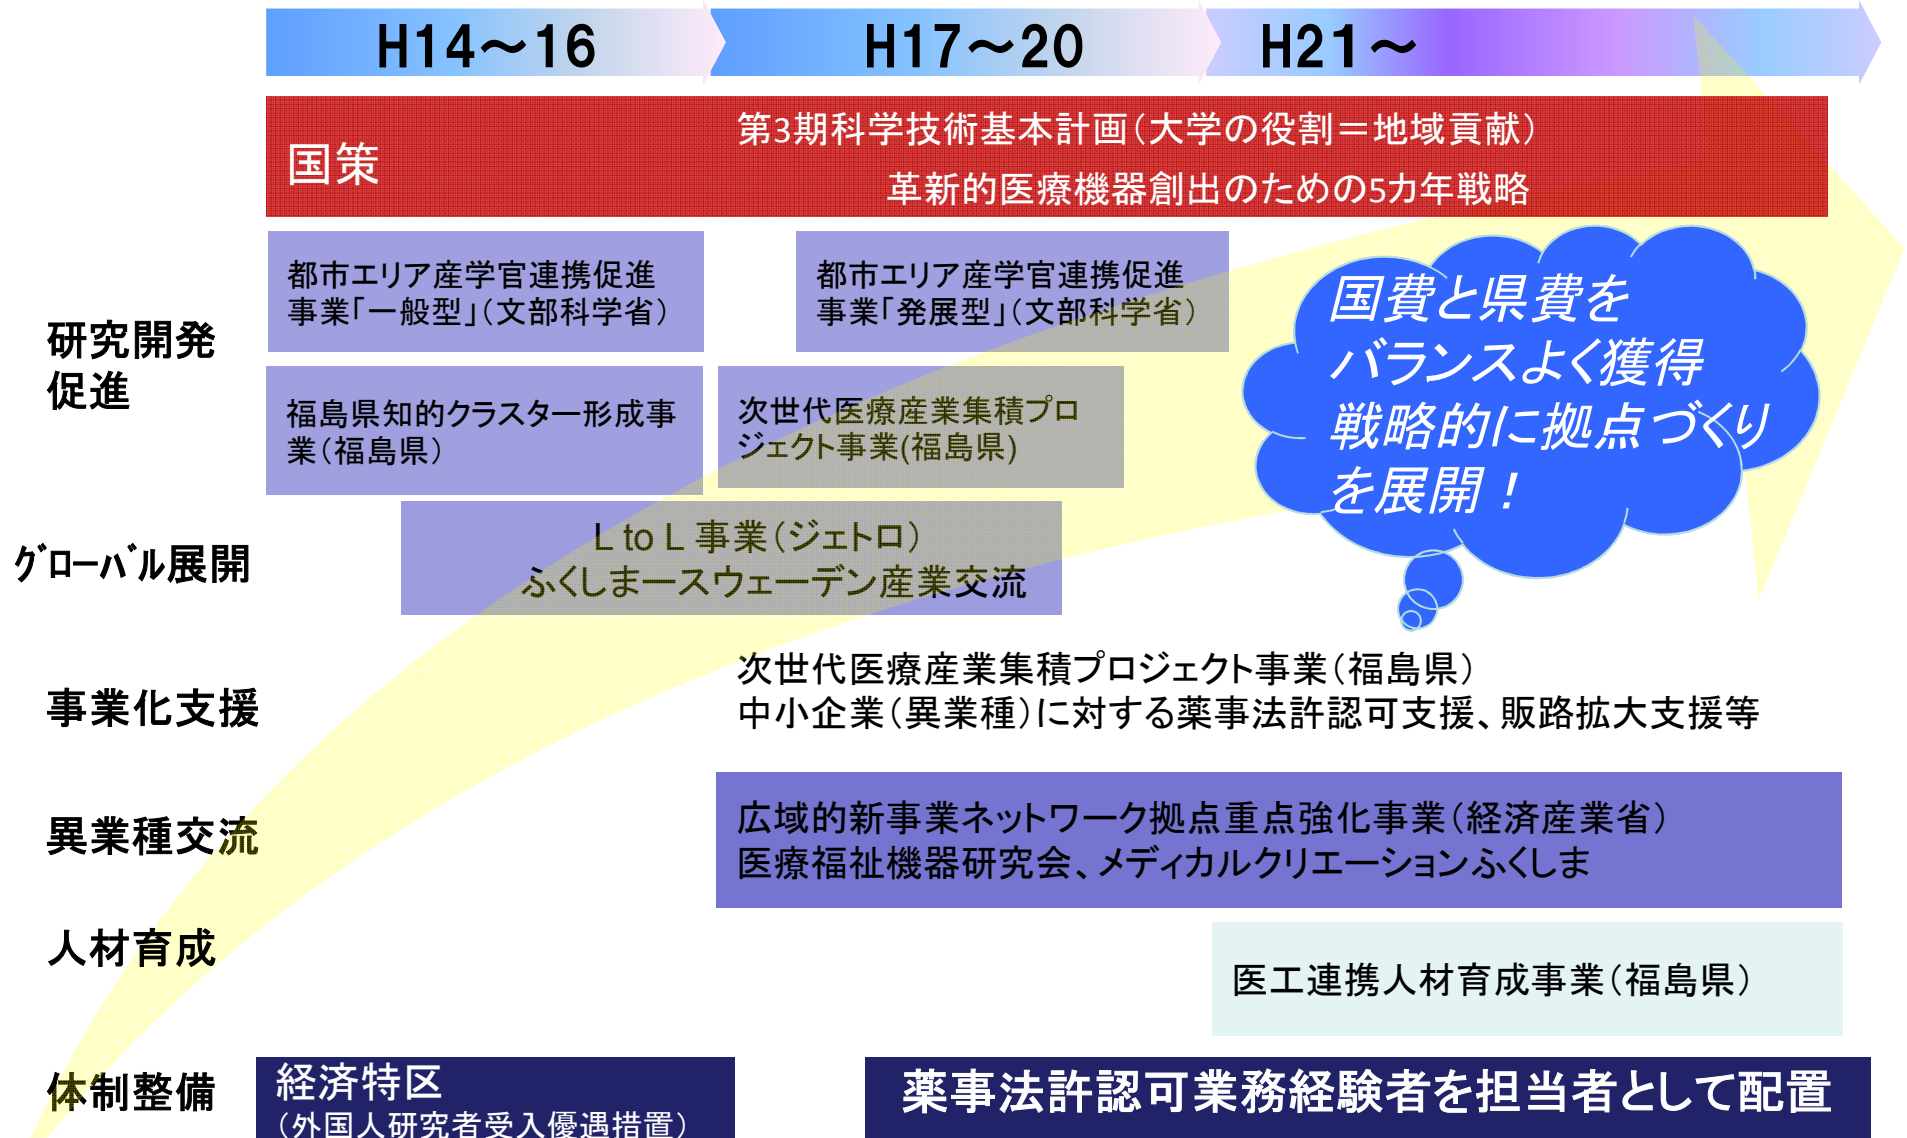 H14～16
H17～20
H21～
国策
第3期科学技術基本計画（大学の役割＝地域貢献）
革新的医療機器創出のための5カ年戦略
研究開発
促進
都市エリア産学官連携促進
事業「一般型」（文部科学省）
都市エリア産学官連携促進
事業「発展型」（文部科学省）
福島県知的クラスター形成事
業（福島県）
次世代医療産業集積プロ
ジェクト事業(福島県)
国費と県費を
バランスよく獲得
戦略的に拠点づくり
を展開！
ｸﾞﾛｰﾊﾞﾙ展開
L to L 事業（ジェトロ）
ふくしまースウェーデン産業交流
事業化支援
次世代医療産業集積プロジェクト事業（福島県）
中小企業（異業種）に対する薬事法許認可支援、販路拡大支援等
異業種交流
広域的新事業ネットワーク拠点重点強化事業（経済産業省）
医療福祉機器研究会、メディカルクリエーションふくしま
人材育成
医工連携人材育成事業（福島県）
体制整備
経済特区
（外国人研究者受入優遇措置）
薬事法許認可業務経験者を担当者として配置